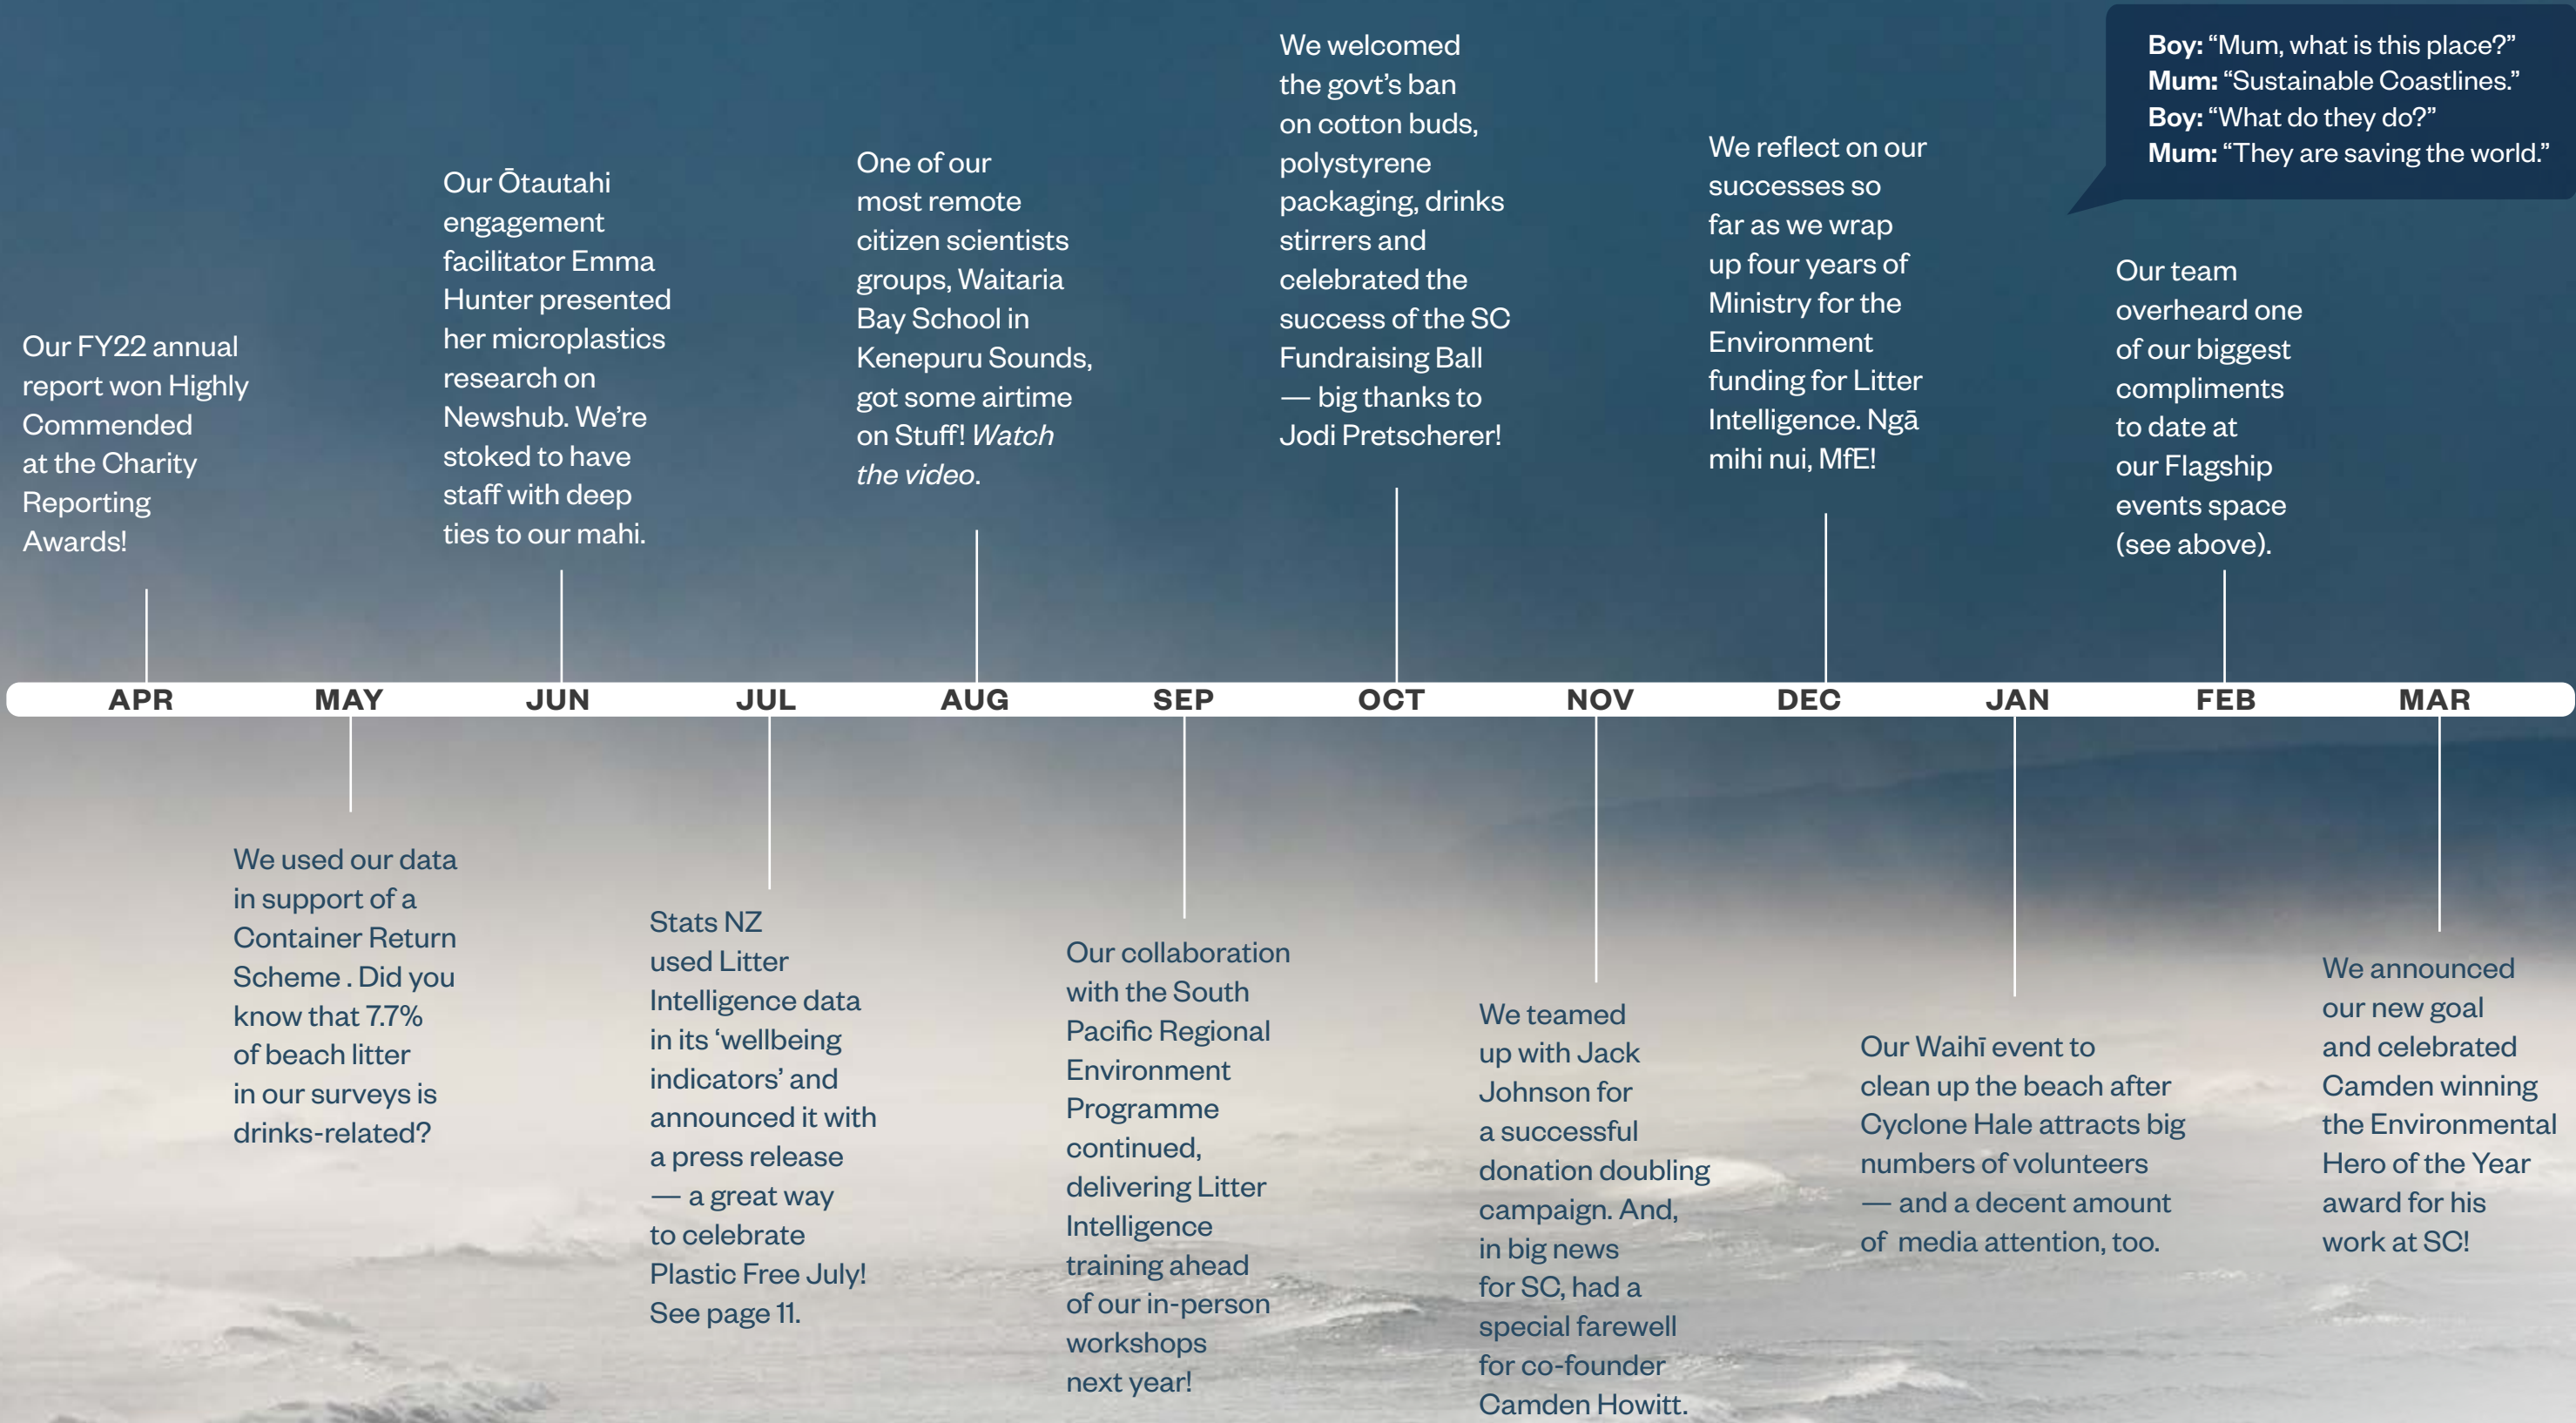 Boy: “Mum, what is this place?”
Mum: “Sustainable Coastlines.”
Boy: “What do they do?”
Mum: “They are saving the world.”
Our FY22 annual
report won Highly
Commended
at the Charity
Reporting
Awards!
Our Ōtautahi
engagement
facilitator Emma
Hunter presented
her microplastics
research on
Newshub. We’re
stoked to have
staff with deep
ties to our mahi.
One of our
most remote
citizen scientists
groups, Waitaria
Bay School in
Kenepuru Sounds,
got some airtime
on Stuff! Watch
the video.
We welcomed
the govt’s ban
on cotton buds,
polystyrene
packaging, drinks
stirrers and
celebrated the
success of the SC
Fundraising Ball
— big thanks to
Jodi Pretscherer!
We reflect on our
successes so
far as we wrap
up four years of
Ministry for the
Environment
funding for Litter
Intelligence. Ngā
mihi nui, MfE!
Our team
overheard one
of our biggest
compliments
to date at
our Flagship
events space
(see above).
APR MAY JUN JUL AUG SEP OCT NOV DEC JAN FEB MAR
We used our data
in support of a
Container Return
Scheme . Did you
know that 7.7%
of beach litter
in our surveys is
drinks-related?
Stats NZ
used Litter
Intelligence data
in its ‘wellbeing
indicators’ and
announced it with
a press release
— a great way
to celebrate
Plastic Free July!
See page 11.
Our collaboration
with the South
Pacific Regional
Environment
Programme
continued,
delivering Litter
Intelligence
training ahead
of our in-person
workshops
next year!
We teamed
up with Jack
Johnson for
a successful
donation doubling
campaign. And,
in big news
for SC, had a
special farewell
for co-founder
Camden Howitt.
Our Waihī event to
clean up the beach after
Cyclone Hale attracts big
numbers of volunteers
— and a decent amount
of media attention, too.
We announced
our new goal
and celebrated
Camden winning
the Environmental
Hero of the Year
award for his
work at SC!